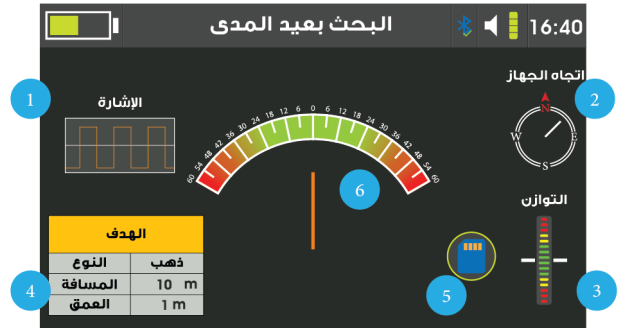 البحث بعيد المدى
16:40
1
الإشارة
اتجاه الجهاز
2
N
W
E
S
60 54 48 42 36 30 24 18 12 6 0 6 12 18 24 30 36 42 48 54 60
6
التوازن
3
الهدف
النوع ذهب
المسافة 10 m
العمق 1 m
4
5